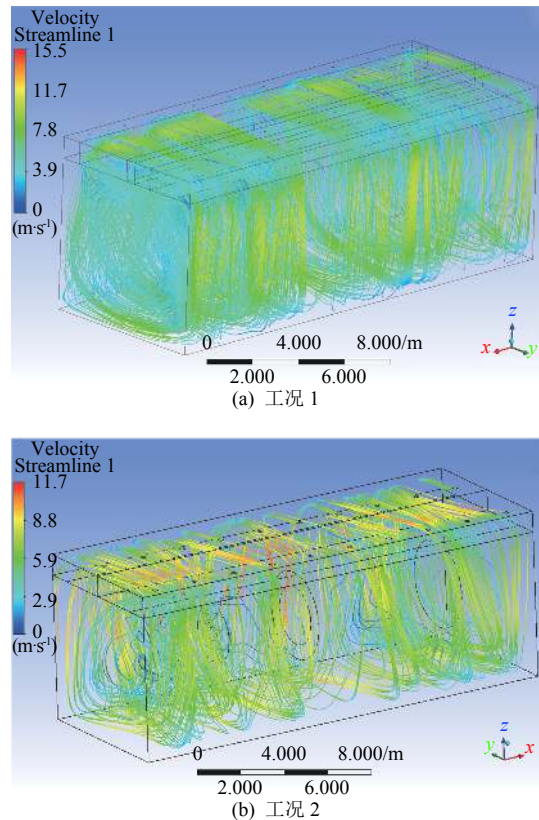 Velocity
Streamline 1
15.5
11.7
7.8
3.9
0
(m·s⁻¹)
z
x
y
0 4.000 8.000/m
2.000 6.000
(a) 工况 1
Velocity
Streamline 1
11.7
8.8
5.9
2.9
0
(m·s⁻¹)
z
y
x
0 4.000 8.000/m
2.000 6.000
(b) 工况 2